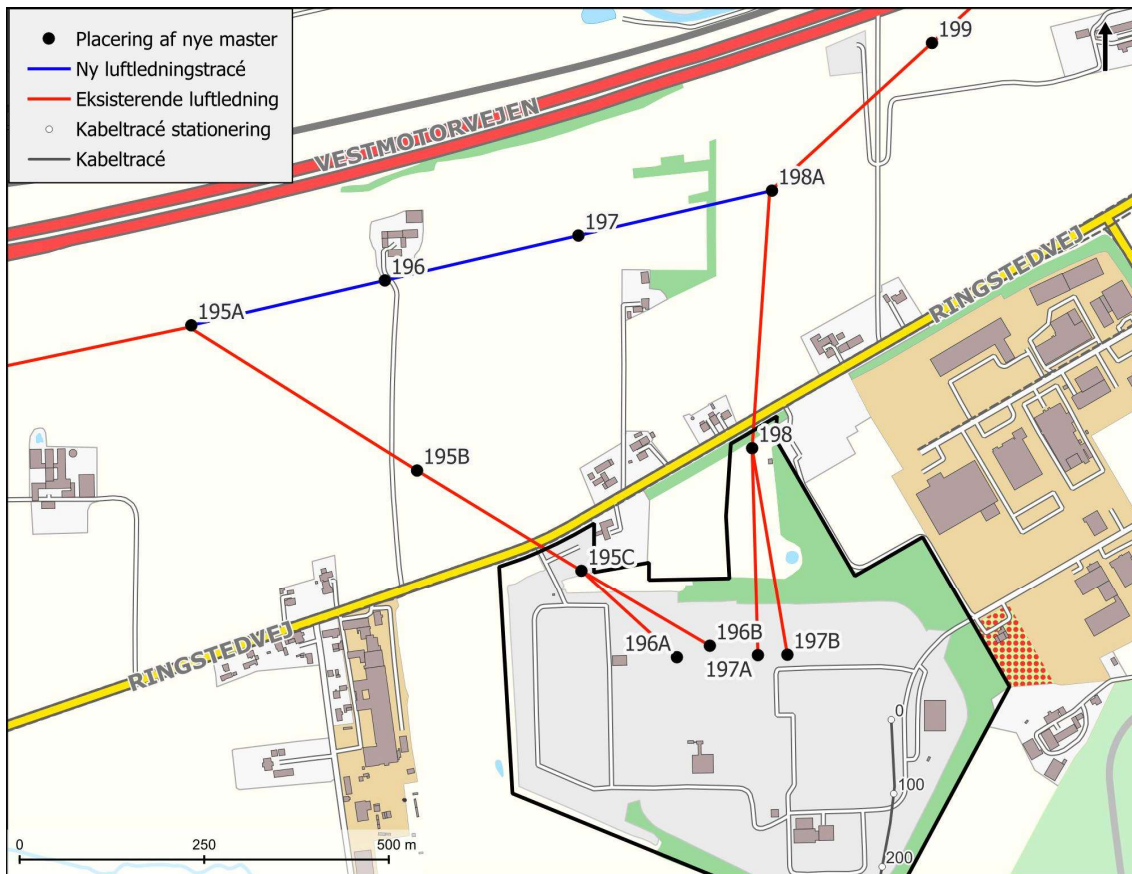 Placering af nye master
Ny luftledningstracé
Eksisterende luftledning
Kabeltracé stationering
Kabeltracé
199
VESTMOTORVEJEN
198A
197
196
195A
RINGSTEDVEJ
198
195B
195C
196B
196A
197A
197B
RINGSTEDVEJ
0
100
200
0 250 500 m